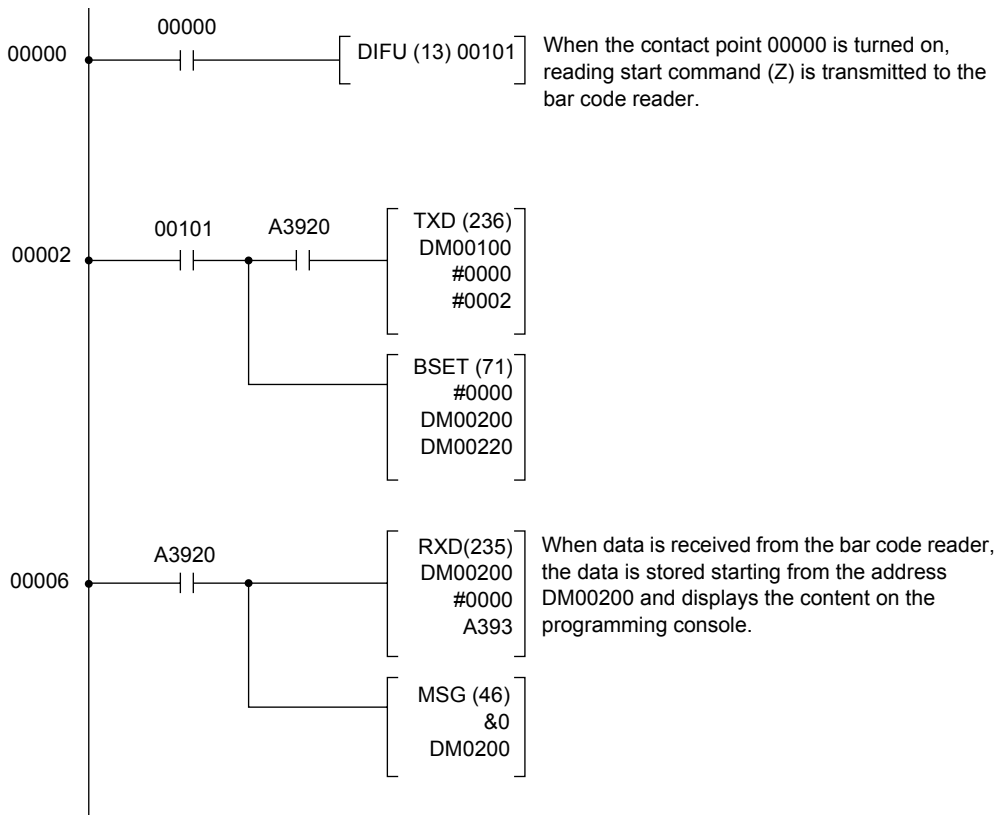 00000
00000
DIFU (13) 00101
When the contact point 00000 is turned on,
reading start command (Z) is transmitted to the
bar code reader.
00002
00101
A3920
TXD (236)
DM00100
#0000
#0002
BSET (71)
#0000
DM00200
DM00220
00006
A3920
RXD(235)
DM00200
#0000
A393
When data is received from the bar code reader,
the data is stored starting from the address
DM00200 and displays the content on the
programming console.
MSG (46)
&0
DM0200